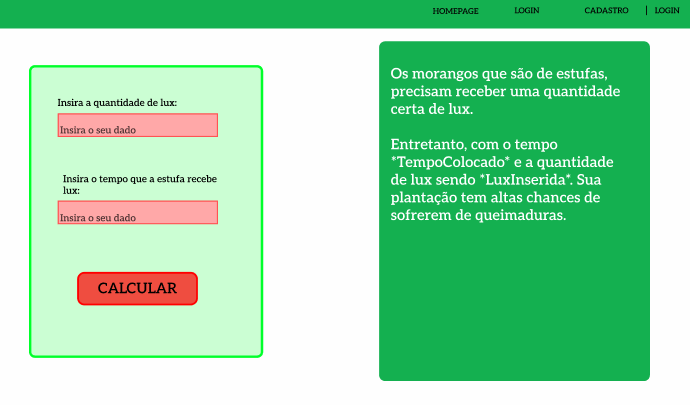 HOMEPAGE LOGIN CADASTRO | LOGIN
Insira a quantidade de lux:
Insira o seu dado
Insira o tempo que a estufa recebe
lux:
Insira o seu dado
CALCULAR
Os morangos que são de estufas,
precisam receber uma quantidade
certa de lux.
Entretanto, com o tempo
*TempoColocado* e a quantidade
de lux sendo *LuxInserida*. Sua
plantação tem altas chances de
sofrerem de queimaduras.